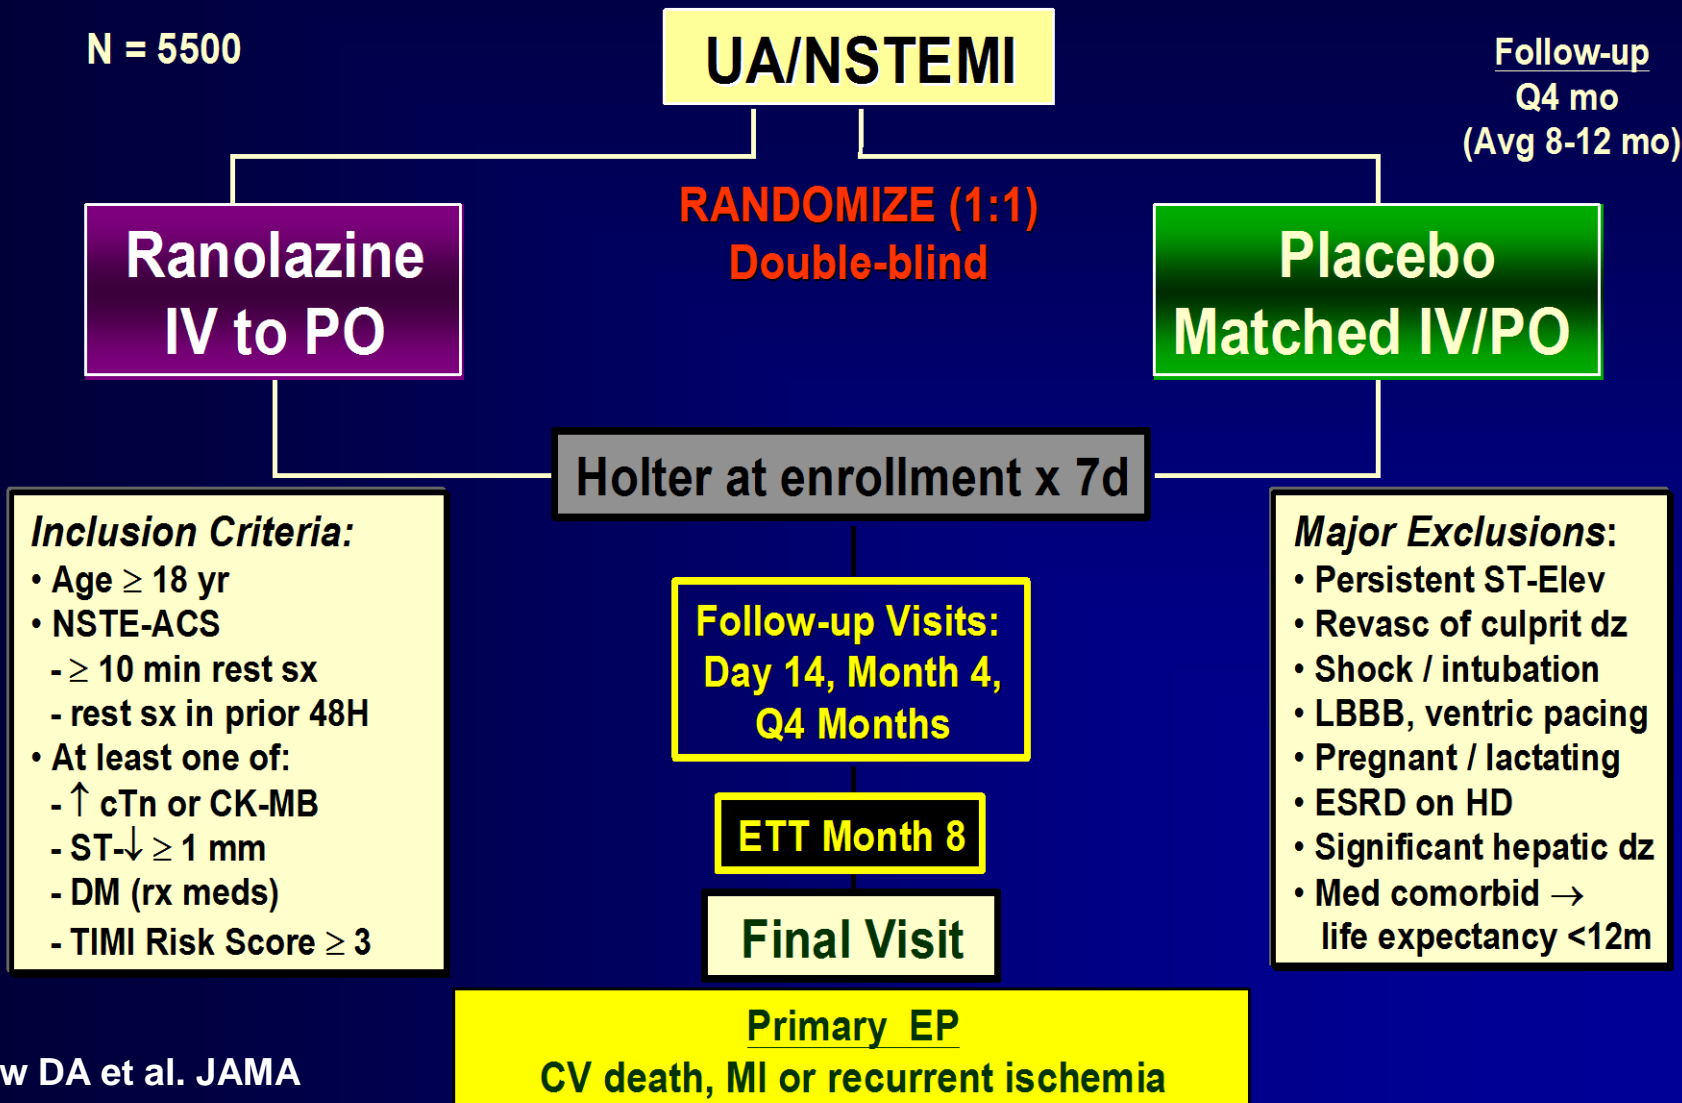 N = 5500
UA/NSTEMI
Follow-up
Q4 mo
(Avg 8-12 mo)
RANDOMIZE (1:1)
Double-blind
Ranolazine
IV to PO
Placebo
Matched IV/PO
Holter at enrollment x 7d
Inclusion Criteria:
• Age ≥ 18 yr
• NSTE-ACS
- ≥ 10 min rest sx
- rest sx in prior 48H
• At least one of:
- ↑ cTn or CK-MB
- ST-↓ ≥ 1 mm
- DM (rx meds)
- TIMI Risk Score ≥ 3
Follow-up Visits:
Day 14, Month 4,
Q4 Months
ETT Month 8
Final Visit
Major Exclusions:
• Persistent ST-Elev
• Revasc of culprit dz
• Shock / intubation
• LBBB, ventric pacing
• Pregnant / lactating
• ESRD on HD
• Significant hepatic dz
• Med comorbid →
life expectancy <12m
Primary EP
CV death, MI or recurrent ischemia
w DA et al. JAMA